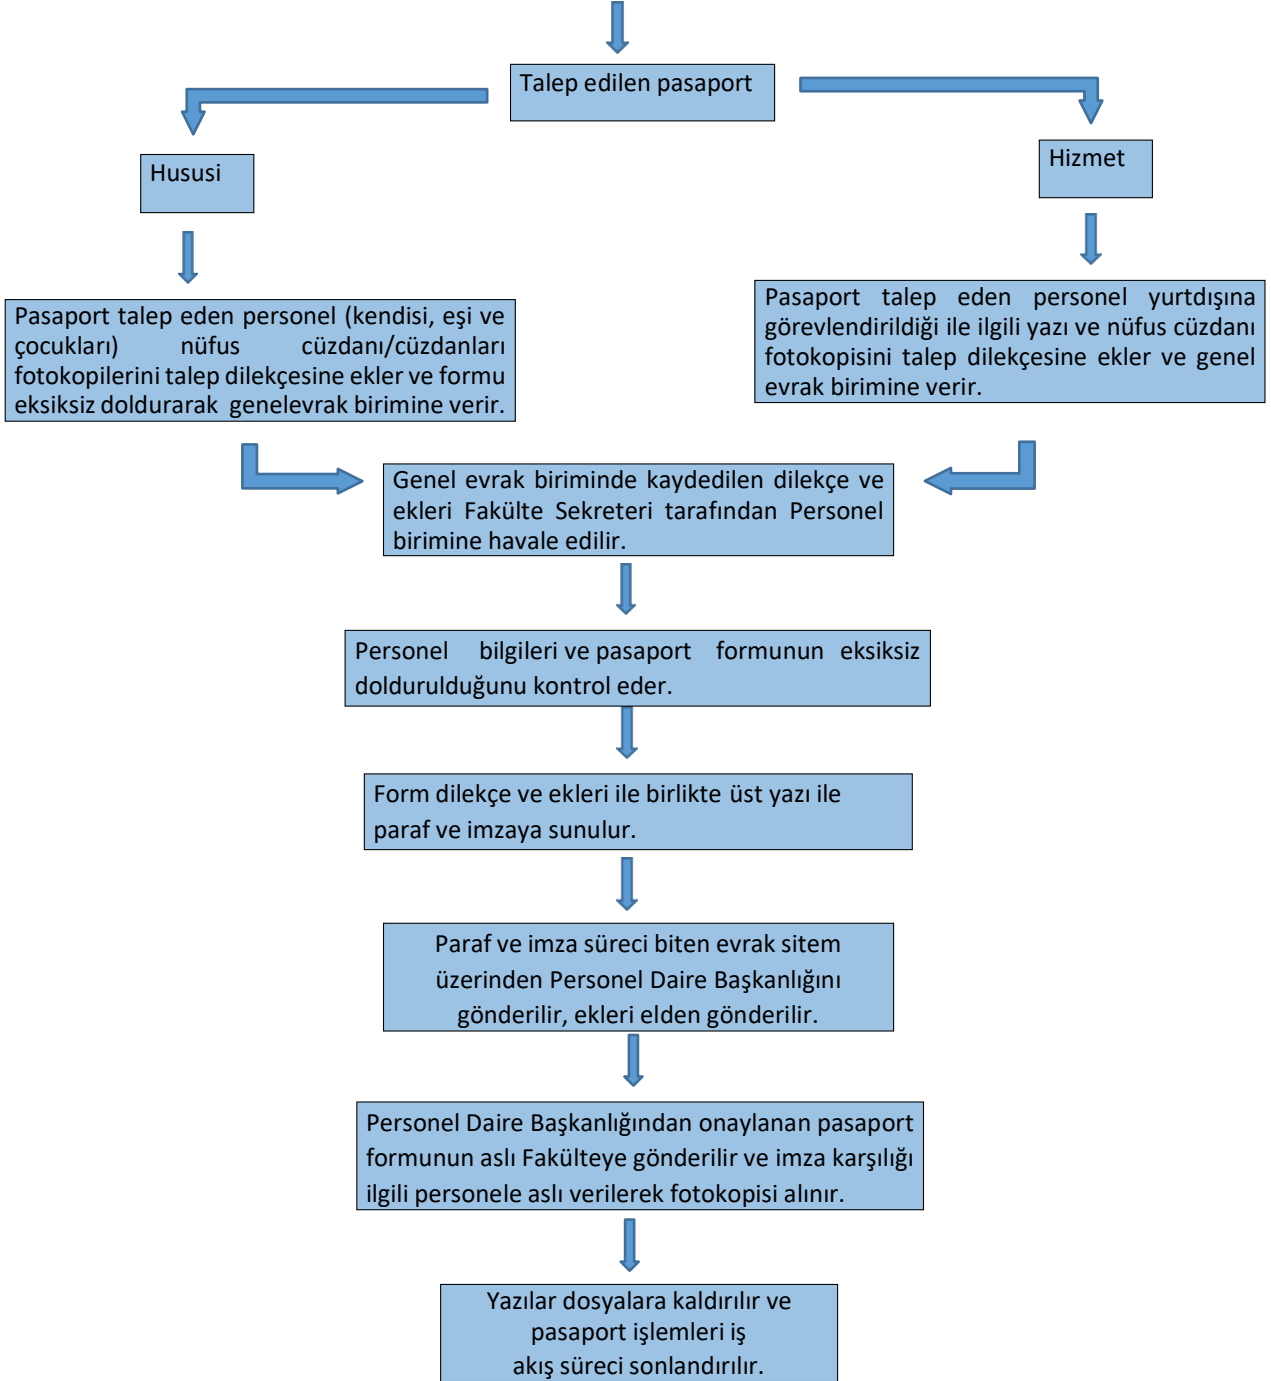 Talep edilen pasaport
Hususi
Hizmet
Pasaport talep eden personel (kendisi, eşi ve
çocukları) nüfus cüzdanı/cüzdanları
fotokopilerini talep dilekçesine ekler ve formu
eksiksiz doldurarak genelevrak birimine verir.
Pasaport talep eden personel yurtdışına
görevlendirildiği ile ilgili yazı ve nüfus cüzdanı
fotokopisini talep dilekçesine ekler ve genel
evrak birimine verir.
Genel evrak biriminde kaydedilen dilekçe ve
ekleri Fakülte Sekreteri tarafından Personel
birimine havale edilir.
Personel bilgileri ve pasaport formunun eksiksiz
doldurulduğunu kontrol eder.
Form dilekçe ve ekleri ile birlikte üst yazı ile
paraf ve imzaya sunulur.
Paraf ve imza süreci biten evrak sitem
üzerinden Personel Daire Başkanlığını
gönderilir, ekleri elden gönderilir.
Personel Daire Başkanlığından onaylanan pasaport
formunun aslı Fakülteye gönderilir ve imza karşılığı
ilgili personele aslı verilerek fotokopisi alınır.
Yazılar dosyalara kaldırılır ve
pasaport işlemleri iş
akış süreci sonlandırılır.